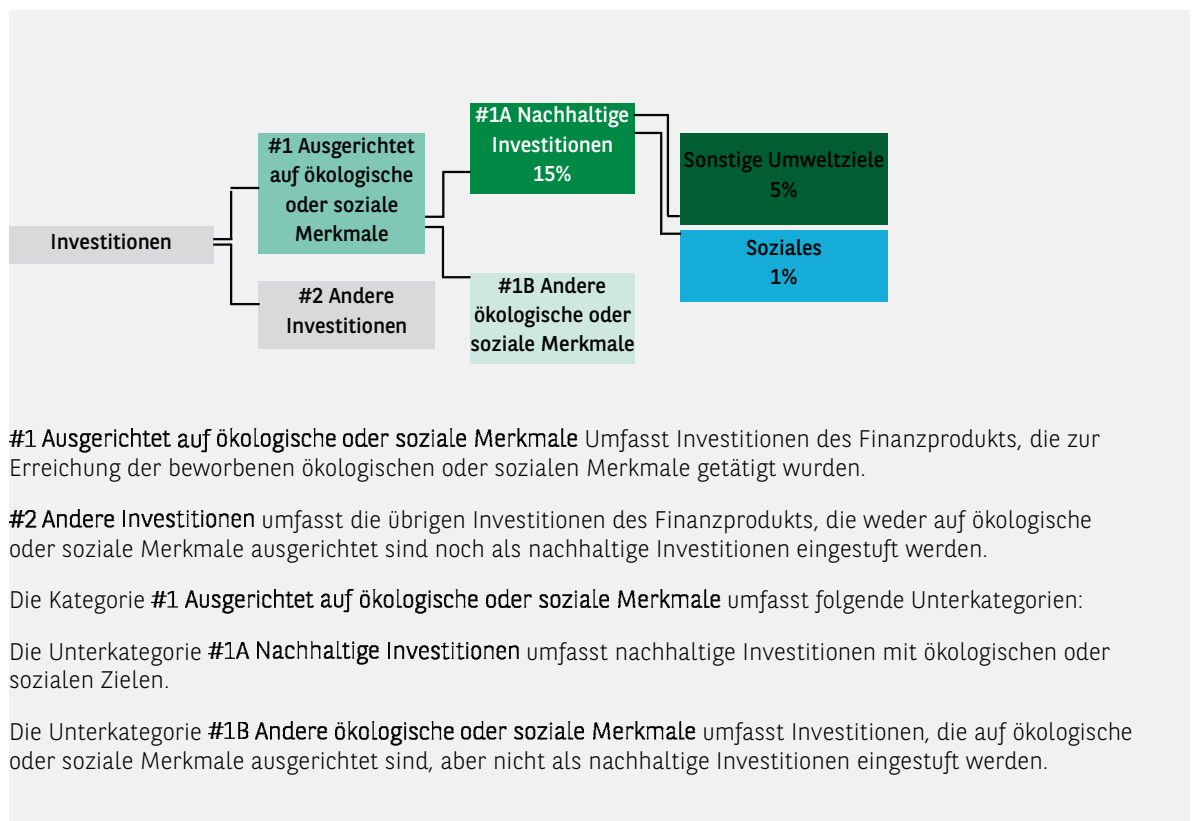 #1A Nachhaltige
Investitionen
15%
#1 Ausgerichtet
auf ökologische
oder soziale
Merkmale
Sonstige Umweltziele
5%
Investitionen
Soziales
1%
#2 Andere
Investitionen
#1B Andere
ökologische oder
soziale Merkmale
#1 Ausgerichtet auf ökologische oder soziale Merkmale Umfasst Investitionen des Finanzprodukts, die zur
Erreichung der beworbenen ökologischen oder sozialen Merkmale getätigt wurden.
#2 Andere Investitionen umfasst die übrigen Investitionen des Finanzprodukts, die weder auf ökologische
oder soziale Merkmale ausgerichtet sind noch als nachhaltige Investitionen eingestuft werden.
Die Kategorie #1 Ausgerichtet auf ökologische oder soziale Merkmale umfasst folgende Unterkategorien:
Die Unterkategorie #1A Nachhaltige Investitionen umfasst nachhaltige Investitionen mit ökologischen oder
sozialen Zielen.
Die Unterkategorie #1B Andere ökologische oder soziale Merkmale umfasst Investitionen, die auf ökologische
oder soziale Merkmale ausgerichtet sind, aber nicht als nachhaltige Investitionen eingestuft werden.